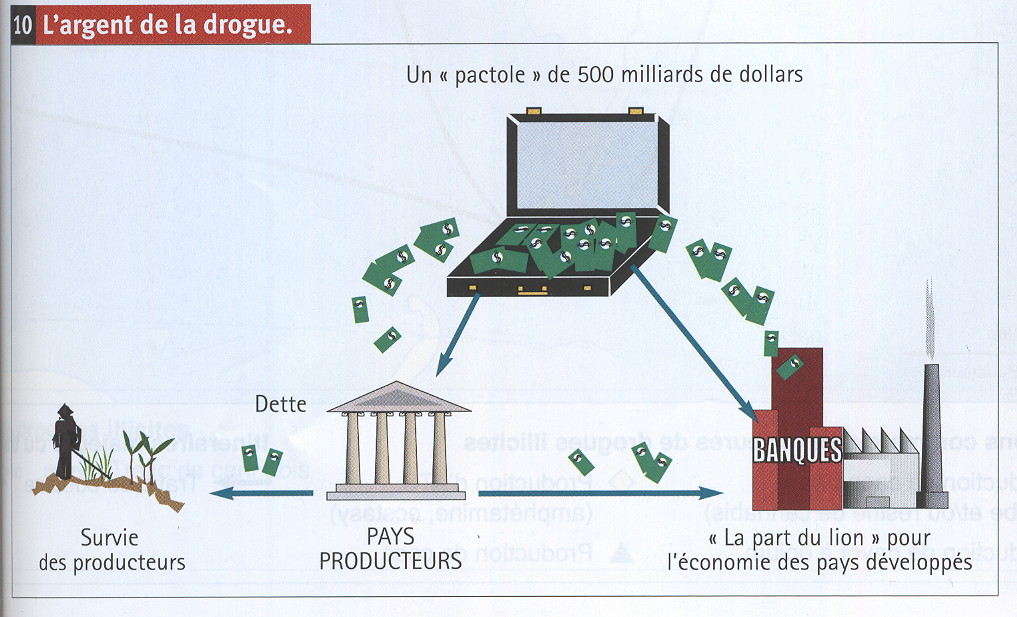 10 L'argent de la drogue.
Un « pactole » de 500 milliards de dollars
Dette
BANQUES
Survie
des producteurs
PAYS
PRODUCTEURS
« La part du lion » pour
l'économie des pays développés